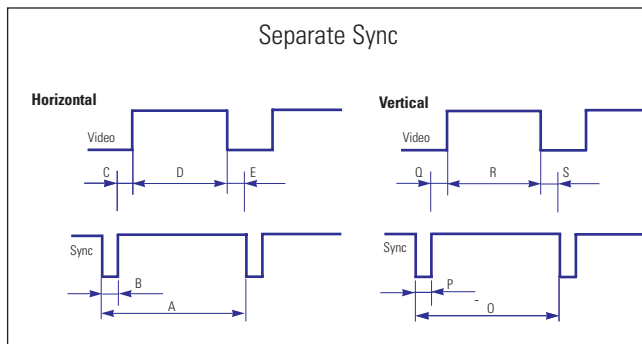 Separate Sync
Horizontal
Vertical
Video
Video
C D E
Q R S
Sync
Sync
B
P
A
O